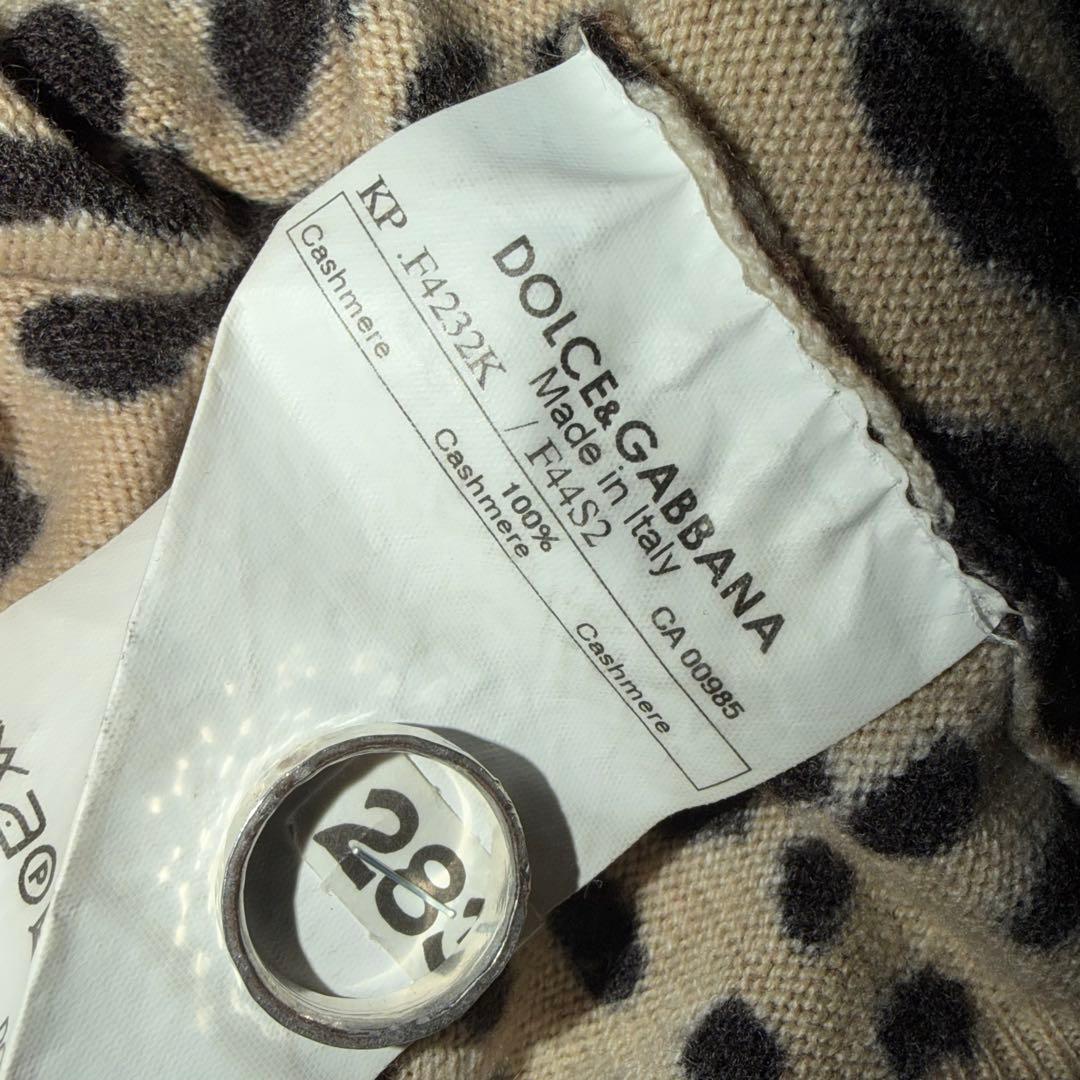 DOLCE&GABBANA
Made in Italy
CA 00985
KP .F4232K / F44S2
100%
Cashmere Cashmere Cashmere
28
P